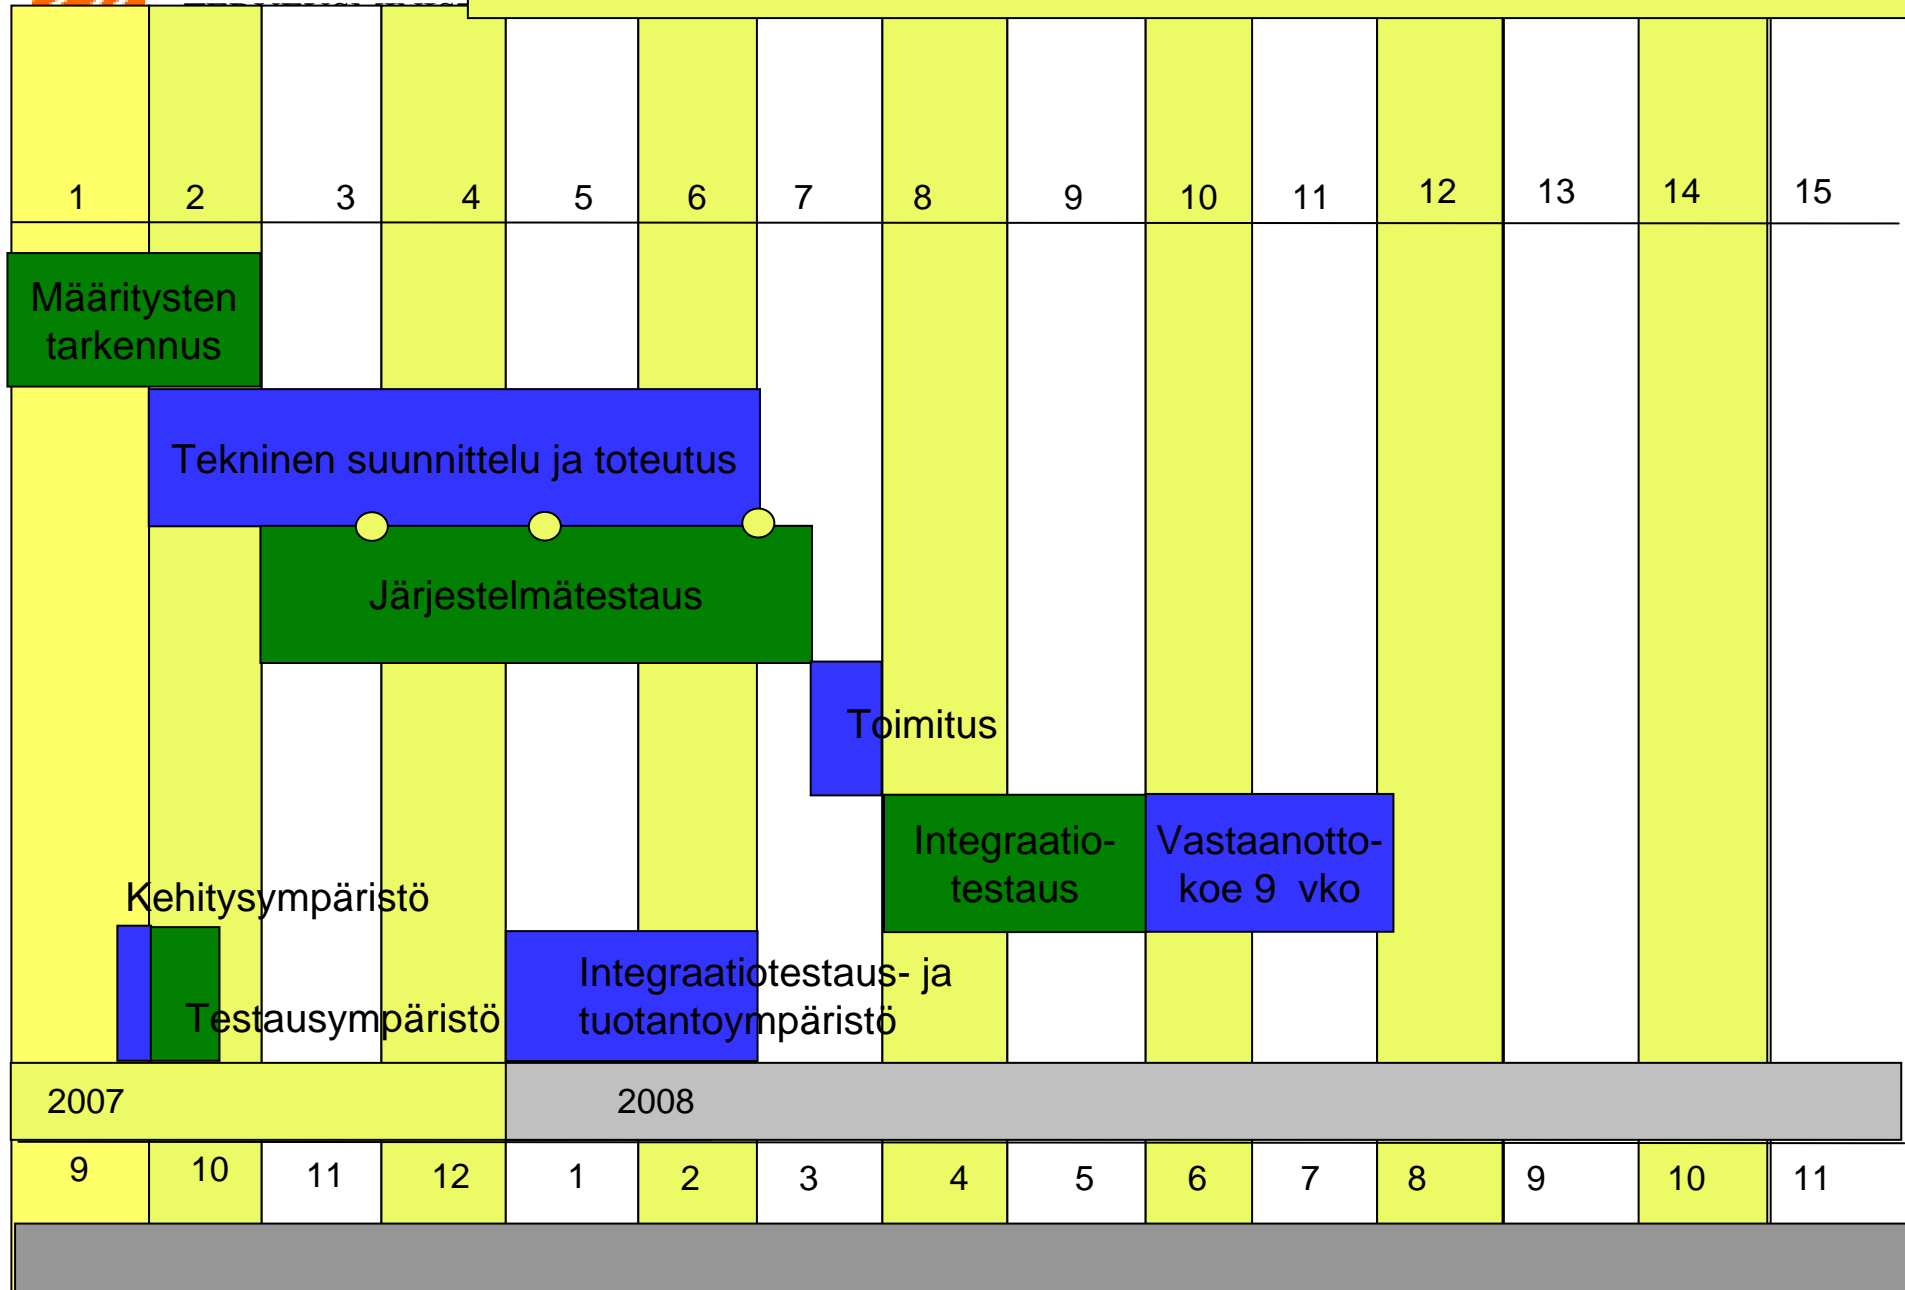 1 2 3 4 5 6 7 8 9 10 11 12 13 14 15
Määritysten
tarkennus
Tekninen suunnittelu ja toteutus
Järjestelmätestaus
Toimitus
Integraatio-
testaus
Vastaanotto-
koe 9 vko
Kehitysympäristö
Testausympäristö
Integraatiotestaus- ja
tuotantoympäristö
2007 2008
9 10 11 12 1 2 3 4 5 6 7 8 9 10 11